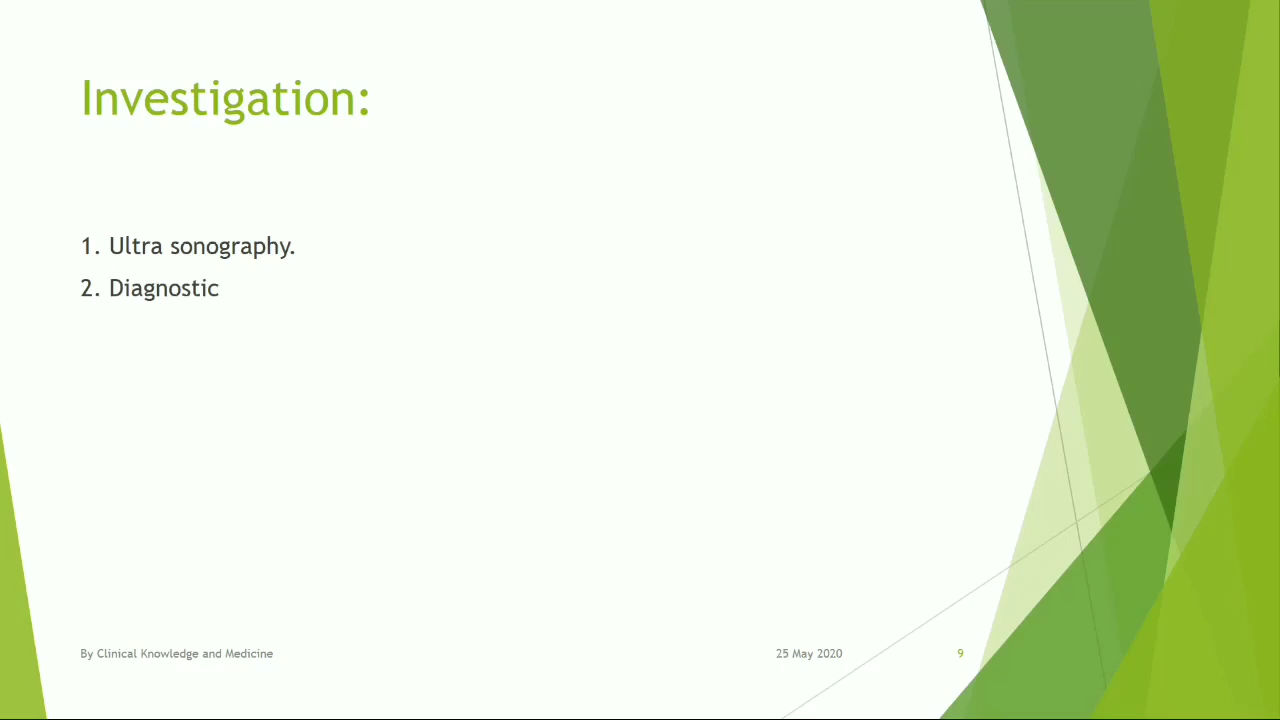 Investigation:
1. Ultra sonography.
2. Diagnostic
By Clinical Knowledge and Medicine
25 May 2020
9